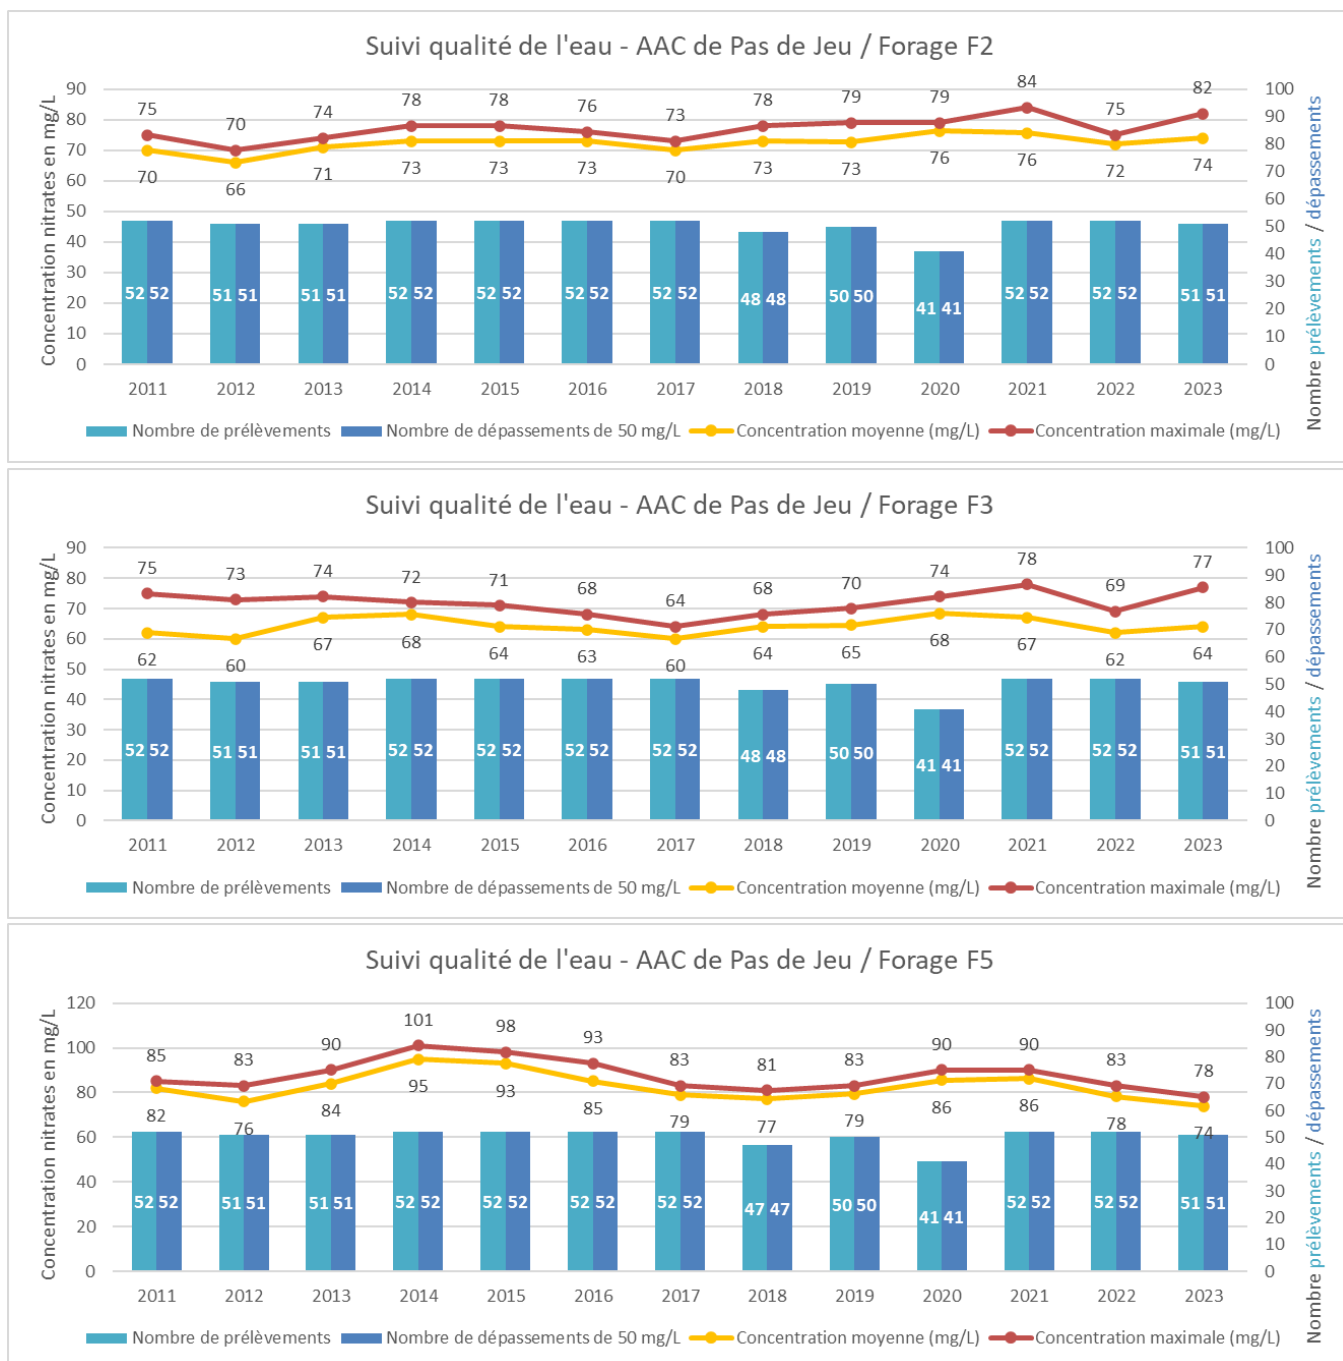 Suivi qualité de l'eau - AAC de Pas de Jeu / Forage F2
Concentration nitrates en mg/L
Nombre prélèvements / dépassements
90 80 70 60 50 40 30 20 10 0
100 90 80 70 60 50 40 30 20 10 0
75 70 74 78 78 76 73 78 79 79 84 75 82
70 66 71 73 73 73 70 73 73 76 76 72 74
52 52 51 51 51 51 52 52 52 52 52 52 52 52 48 48 50 50 41 41 52 52 52 52 51 51
2011 2012 2013 2014 2015 2016 2017 2018 2019 2020 2021 2022 2023
Nombre de prélèvements Nombre de dépassements de 50 mg/L Concentration moyenne (mg/L) Concentration maximale (mg/L)
Suivi qualité de l'eau - AAC de Pas de Jeu / Forage F3
Concentration nitrates en mg/L
Nombre prélèvements / dépassements
90 80 70 60 50 40 30 20 10 0
100 90 80 70 60 50 40 30 20 10 0
75 73 74 72 71 68 64 68 70 74 78 69 77
62 60 67 68 64 63 60 64 65 68 67 62 64
52 52 51 51 51 51 52 52 52 52 52 52 52 52 48 48 50 50 41 41 52 52 52 52 51 51
2011 2012 2013 2014 2015 2016 2017 2018 2019 2020 2021 2022 2023
Nombre de prélèvements Nombre de dépassements de 50 mg/L Concentration moyenne (mg/L) Concentration maximale (mg/L)
Suivi qualité de l'eau - AAC de Pas de Jeu / Forage F5
Concentration nitrates en mg/L
Nombre prélèvements / dépassements
120 100 80 60 40 20 0
100 90 80 70 60 50 40 30 20 10 0
85 83 90 101 98 93 83 81 83 90 90 83 78
82 76 84 95 93 85 79 77 79 86 86 78 74
52 52 51 51 51 51 52 52 52 52 52 52 52 52 47 47 50 50 41 41 52 52 52 52 51 51
2011 2012 2013 2014 2015 2016 2017 2018 2019 2020 2021 2022 2023
Nombre de prélèvements Nombre de dépassements de 50 mg/L Concentration moyenne (mg/L) Concentration maximale (mg/L)